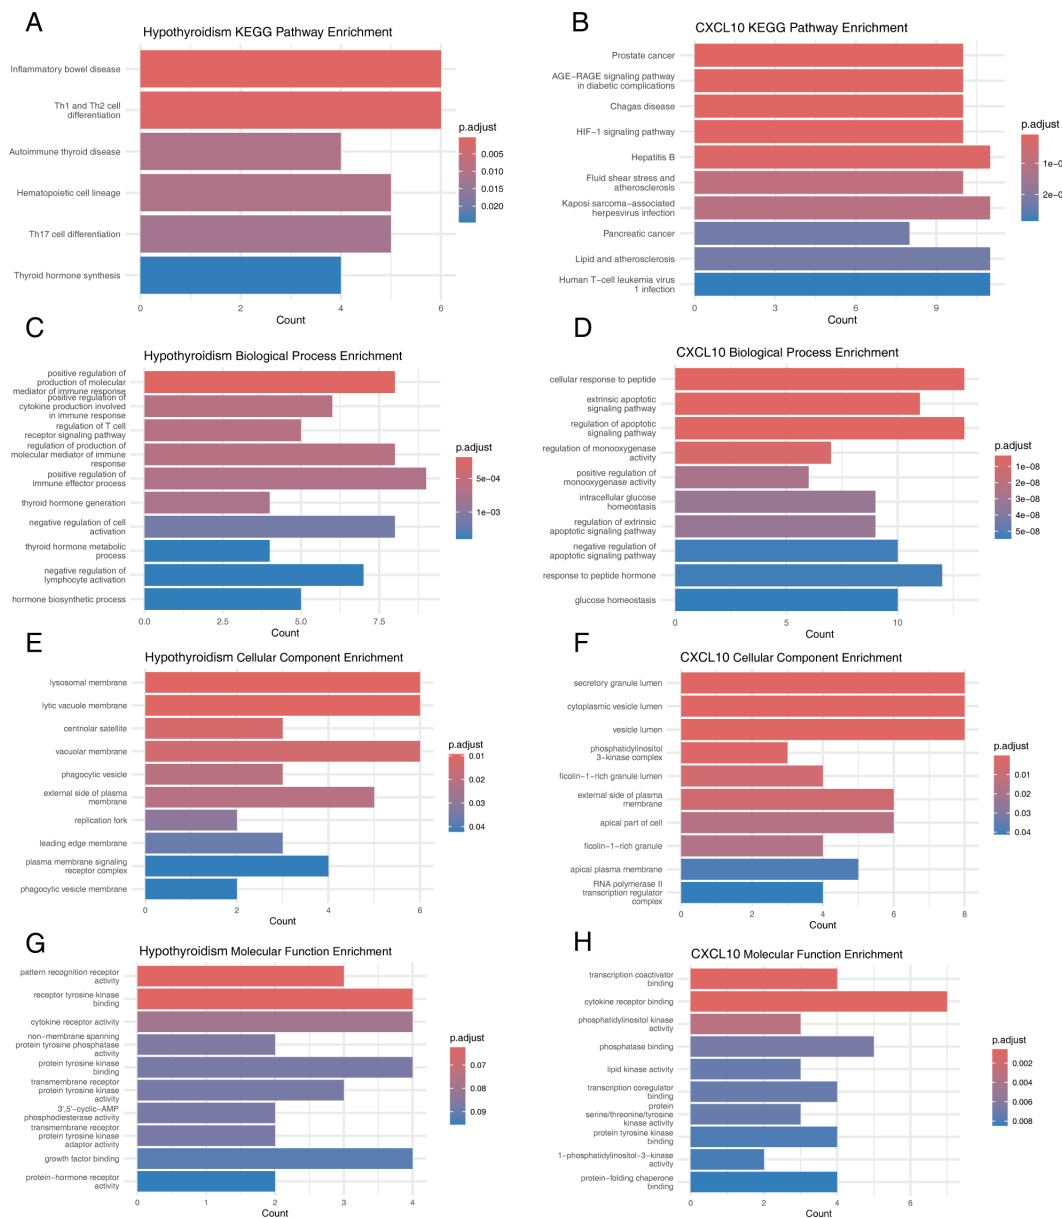 A
Hypothyroidism KEGG Pathway Enrichment
Inflammatory bowel disease
Th1 and Th2 cell
differentiation
Autoimmune thyroid disease
Hematopoietic cell lineage
Th17 cell differentiation
Thyroid hormone synthesis
0
2
4
6
Count
p.adjust
0.005
0.010
0.015
0.020
B
CXCL10 KEGG Pathway Enrichment
Prostate cancer
AGE−RAGE signaling pathway
in diabetic complications
Chagas disease
HIF−1 signaling pathway
Hepatitis B
Fluid shear stress and
atherosclerosis
Kaposi sarcoma−associated
herpesvirus infection
Pancreatic cancer
Lipid and atherosclerosis
Human T−cell leukemia virus
1 infection
0
3
6
9
Count
p.adjust
1e−0
2e−0
C
Hypothyroidism Biological Process Enrichment
positive regulation of
production of molecular
mediator of immune response
positive regulation of
cytokine production involved
in immune response
regulation of T cell
receptor signaling pathway
regulation of production of
molecular mediator of immune
response
positive regulation of
immune effector process
thyroid hormone generation
negative regulation of cell
activation
thyroid hormone metabolic
process
negative regulation of
lymphocyte activation
hormone biosynthetic process
0.0
2.5
5.0
7.5
Count
p.adjust
5e−04
1e−03
D
CXCL10 Biological Process Enrichment
cellular response to peptide
extrinsic apoptotic
signaling pathway
regulation of apoptotic
signaling pathway
regulation of monooxygenase
activity
positive regulation of
monooxygenase activity
intracellular glucose
homeostasis
regulation of extrinsic
apoptotic signaling pathway
negative regulation of
apoptotic signaling pathway
response to peptide hormone
glucose homeostasis
0
5
10
Count
p.adjust
1e−08
2e−08
3e−08
4e−08
5e−08
E
Hypothyroidism Cellular Component Enrichment
lysosomal membrane
lytic vacuole membrane
centriolar satellite
vacuolar membrane
phagocytic vesicle
external side of plasma
membrane
replication fork
leading edge membrane
plasma membrane signaling
receptor complex
phagocytic vesicle membrane
0
2
4
6
Count
p.adjust
0.01
0.02
0.03
0.04
F
CXCL10 Cellular Component Enrichment
secretory granule lumen
cytoplasmic vesicle lumen
vesicle lumen
phosphatidylinositol
3−kinase complex
ficolin−1−rich granule lumen
external side of plasma
membrane
apical part of cell
ficolin−1−rich granule
apical plasma membrane
RNA polymerase II
transcription regulator
complex
0
2
4
6
8
Count
p.adjust
0.01
0.02
0.03
0.04
G
Hypothyroidism Molecular Function Enrichment
pattern recognition receptor
activity
receptor tyrosine kinase
binding
cytokine receptor activity
non−membrane spanning
protein tyrosine phosphatase
activity
protein tyrosine kinase
binding
transmembrane receptor
protein tyrosine kinase
activity
3',5'−cyclic−AMP
phosphodiesterase activity
transmembrane receptor
protein tyrosine kinase
adaptor activity
growth factor binding
protein−hormone receptor
activity
0
1
2
3
4
Count
p.adjust
0.07
0.08
0.09
H
CXCL10 Molecular Function Enrichment
transcription coactivator
binding
cytokine receptor binding
phosphatidylinositol kinase
activity
phosphatase binding
lipid kinase activity
transcription coregulator
binding
protein
serine/threonine/tyrosine
kinase activity
protein tyrosine kinase
binding
1−phosphatidylinositol−3−kinase
activity
protein−folding chaperone
binding
0
2
4
6
Count
p.adjust
0.002
0.004
0.006
0.008